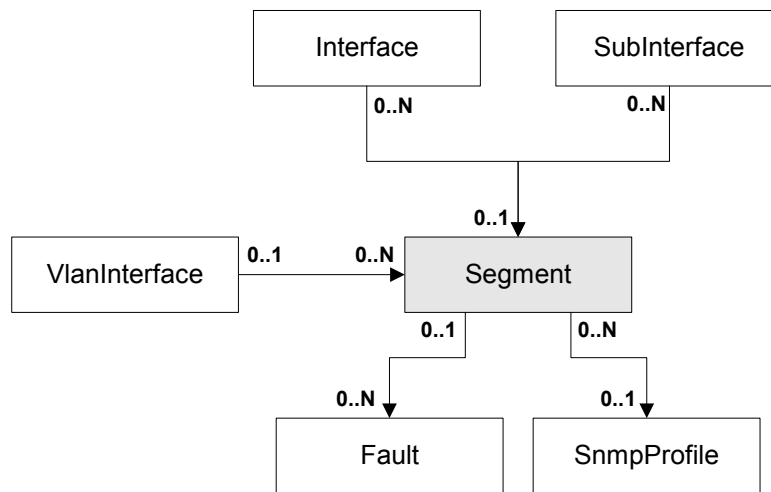 Interface
SubInterface
0..N
0..N
0..1
VlanInterface
0..1
0..N
Segment
0..1
0..N
0..N
0..1
Fault
SnmpProfile